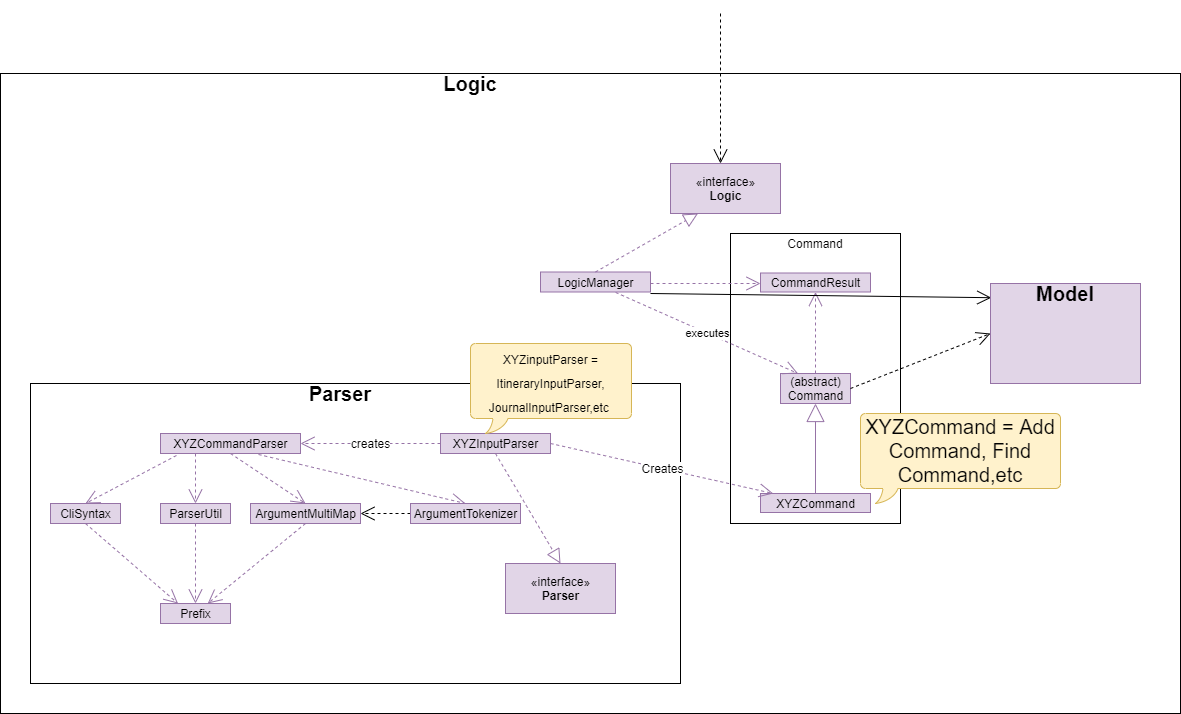 Logic
«interface»
Logic
Command
LogicManager
CommandResult
Model
executes
XYZinputParser =
ItineraryInputParser,
JournalInputParser,etc
(abstract)
Command
Parser
XYZCommand = Add
Command, Find
Command,etc
XYZCommandParser
creates
XYZInputParser
Creates
XYZCommand
CliSyntax
ParserUtil
ArgumentMultiMap
ArgumentTokenizer
«interface»
Parser
Prefix